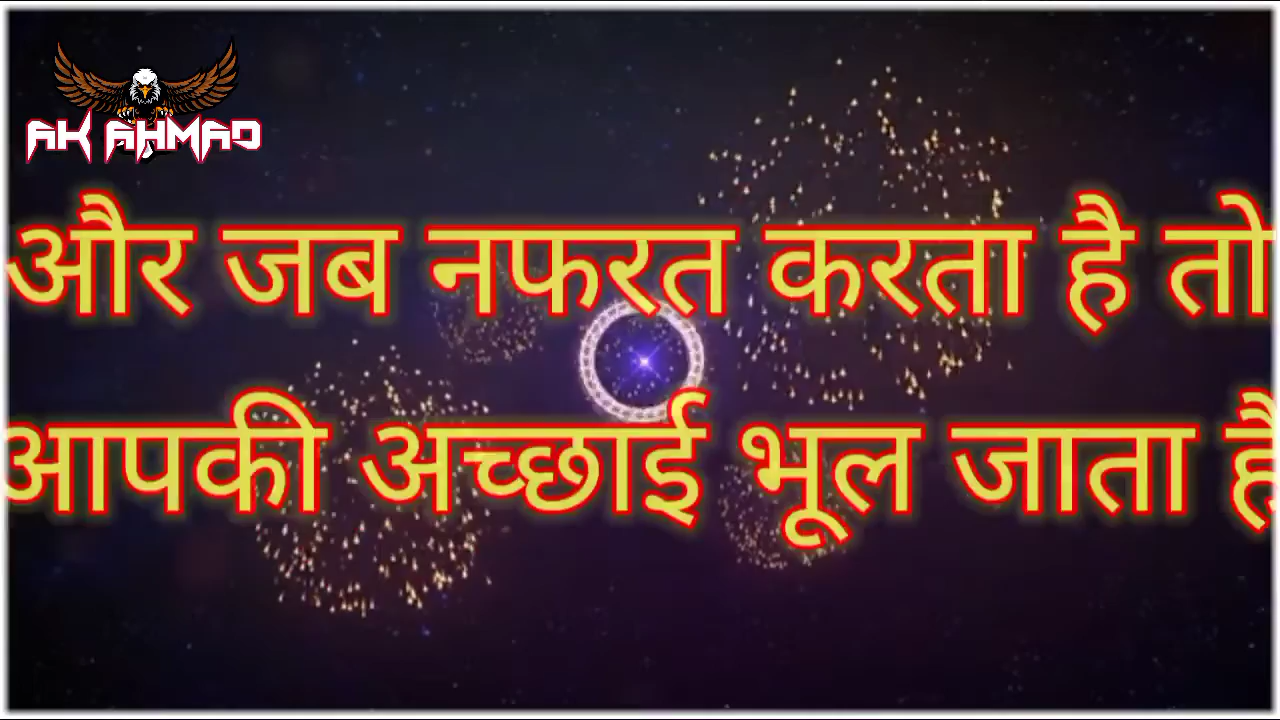 AK AHMAD
और जब नफरत करता है तो
आपकी अच्छाई भूल जाता है